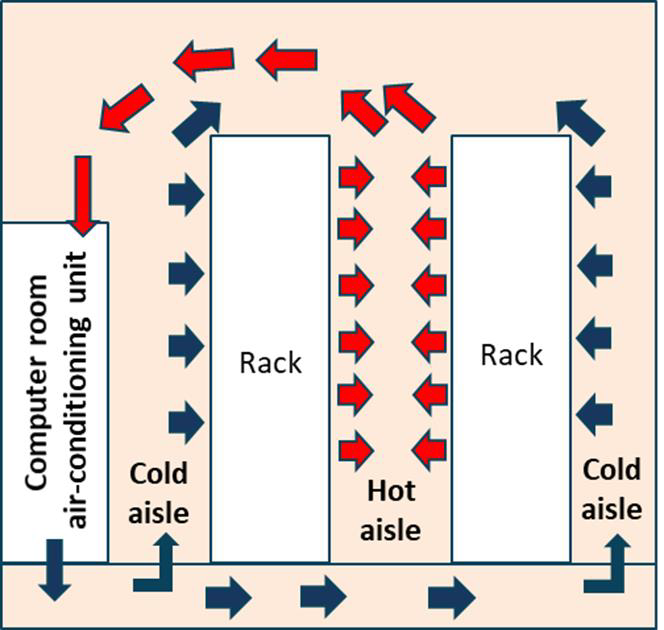 Computer room
air-conditioning unit
Cold
aisle
Rack
Hot
aisle
Rack
Cold
aisle